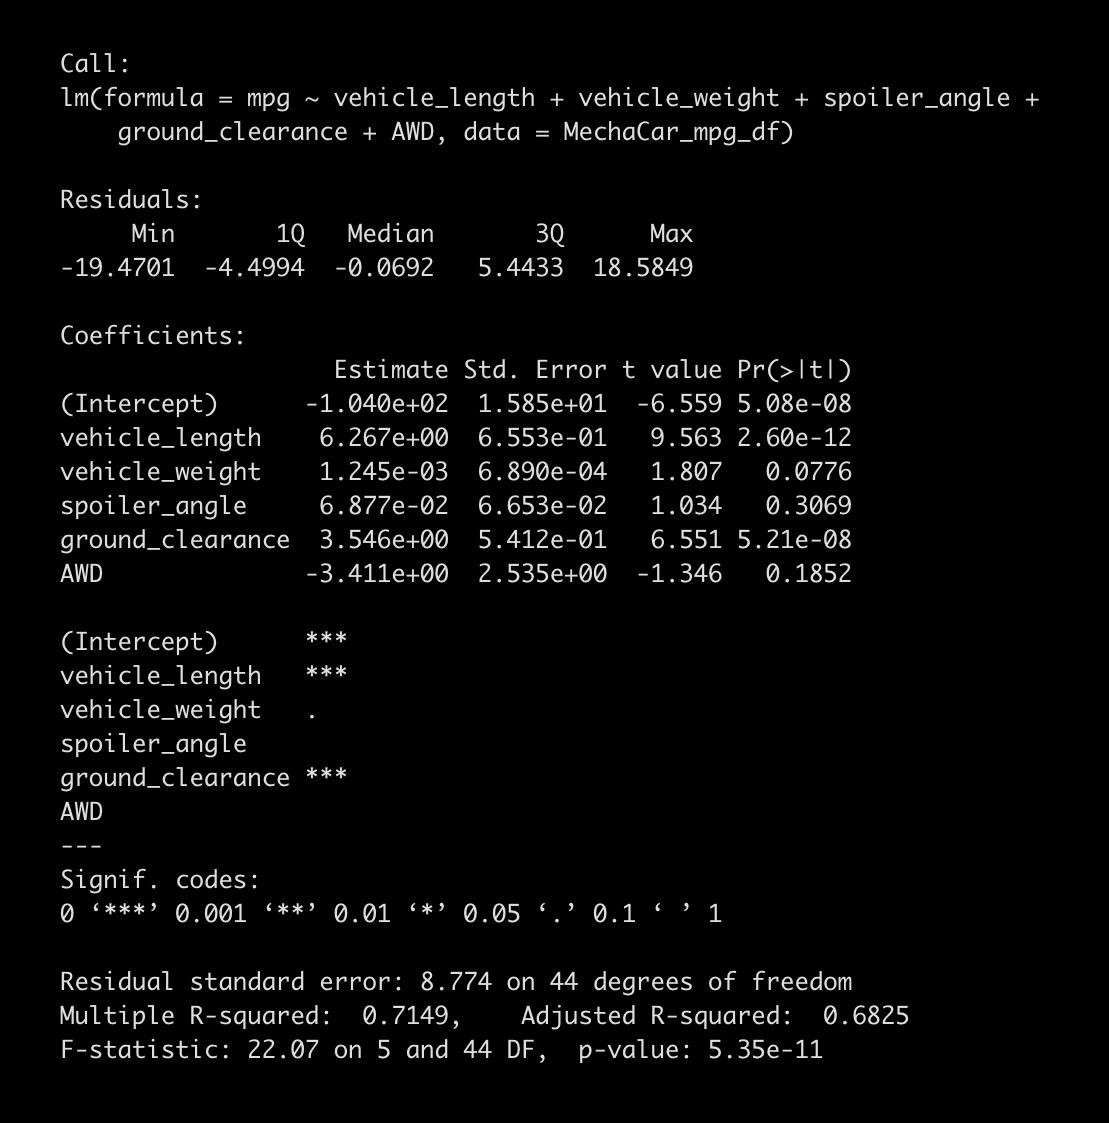 Call:
lm(formula = mpg ~ vehicle_length + vehicle_weight + spoiler_angle +
    ground_clearance + AWD, data = MechaCar_mpg_df)

Residuals:
     Min       1Q   Median       3Q      Max
-19.4701  -4.4994  -0.0692   5.4433  18.5849

Coefficients:
                   Estimate Std. Error t value Pr(>|t|)
(Intercept)      -1.040e+02  1.585e+01  -6.559 5.08e-08
vehicle_length    6.267e+00  6.553e-01   9.563 2.60e-12
vehicle_weight    1.245e-03  6.890e-04   1.807   0.0776
spoiler_angle     6.877e-02  6.653e-02   1.034   0.3069
ground_clearance  3.546e+00  5.412e-01   6.551 5.21e-08
AWD              -3.411e+00  2.535e+00  -1.346   0.1852

(Intercept)      ***
vehicle_length   ***
vehicle_weight   .
spoiler_angle
ground_clearance ***
AWD
---
Signif. codes:
0 ‘***’ 0.001 ‘**’ 0.01 ‘*’ 0.05 ‘.’ 0.1 ‘ ’ 1

Residual standard error: 8.774 on 44 degrees of freedom
Multiple R-squared:  0.7149,    Adjusted R-squared:  0.6825
F-statistic: 22.07 on 5 and 44 DF,  p-value: 5.35e-11